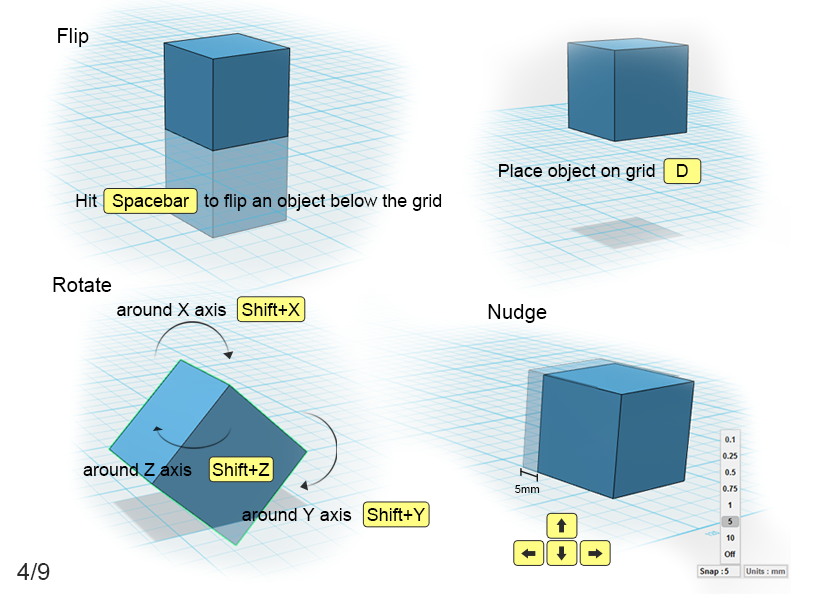 Flip
Hit Spacebar to flip an object below the grid
Place object on grid D
Rotate
around X axis Shift+X
around Z axis Shift+Z
around Y axis Shift+Y
Nudge
5mm
0.1
0.25
0.5
0.75
1
5
10
Off
Snap :5 Units : mm
4/9